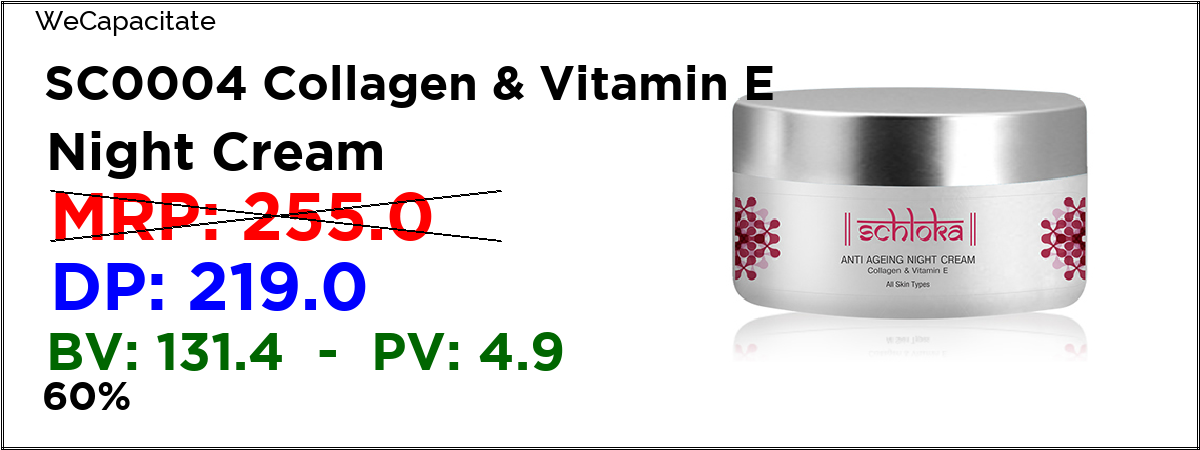 WeCapacitate
SC0004 Collagen & Vitamin E
Night Cream
MRP: 255.0
DP: 219.0
BV: 131.4 - PV: 4.9
60%
schloka
ANTI AGEING NIGHT CREAM
Collagen & Vitamin E
All Skin Types